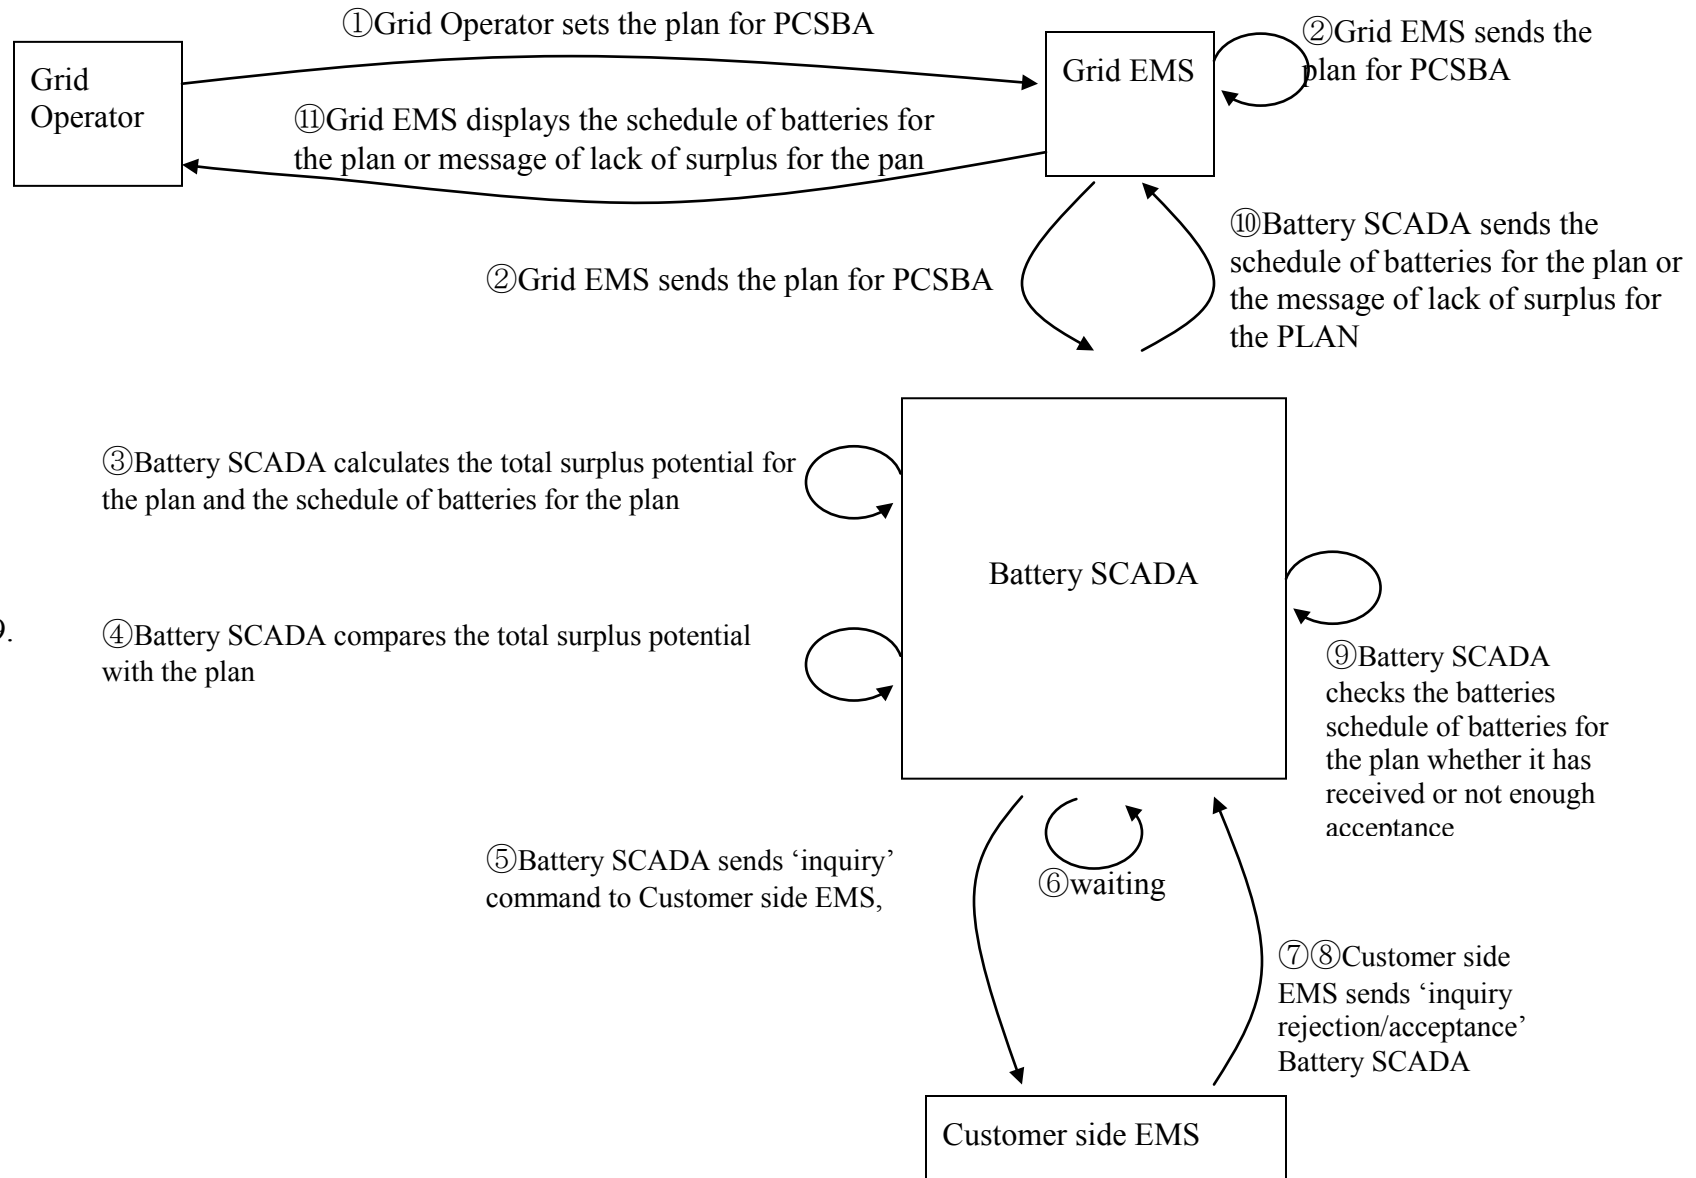 ①Grid Operator sets the plan for PCSBA
Grid
Operator
Grid EMS
②Grid EMS sends the
plan for PCSBA
⑪Grid EMS displays the schedule of batteries for
the plan or message of lack of surplus for the pan
②Grid EMS sends the plan for PCSBA
⑩Battery SCADA sends the
schedule of batteries for the plan or
the message of lack of surplus for
the PLAN
③Battery SCADA calculates the total surplus potential for
the plan and the schedule of batteries for the plan
Battery SCADA
④Battery SCADA compares the total surplus potential
with the plan
⑨Battery SCADA
checks the batteries
schedule of batteries for
the plan whether it has
received or not enough
acceptance
⑤Battery SCADA sends ‘inquiry’
command to Customer side EMS,
⑥waiting
⑦⑧Customer side
EMS sends ‘inquiry
rejection/acceptance’
Battery SCADA
Customer side EMS